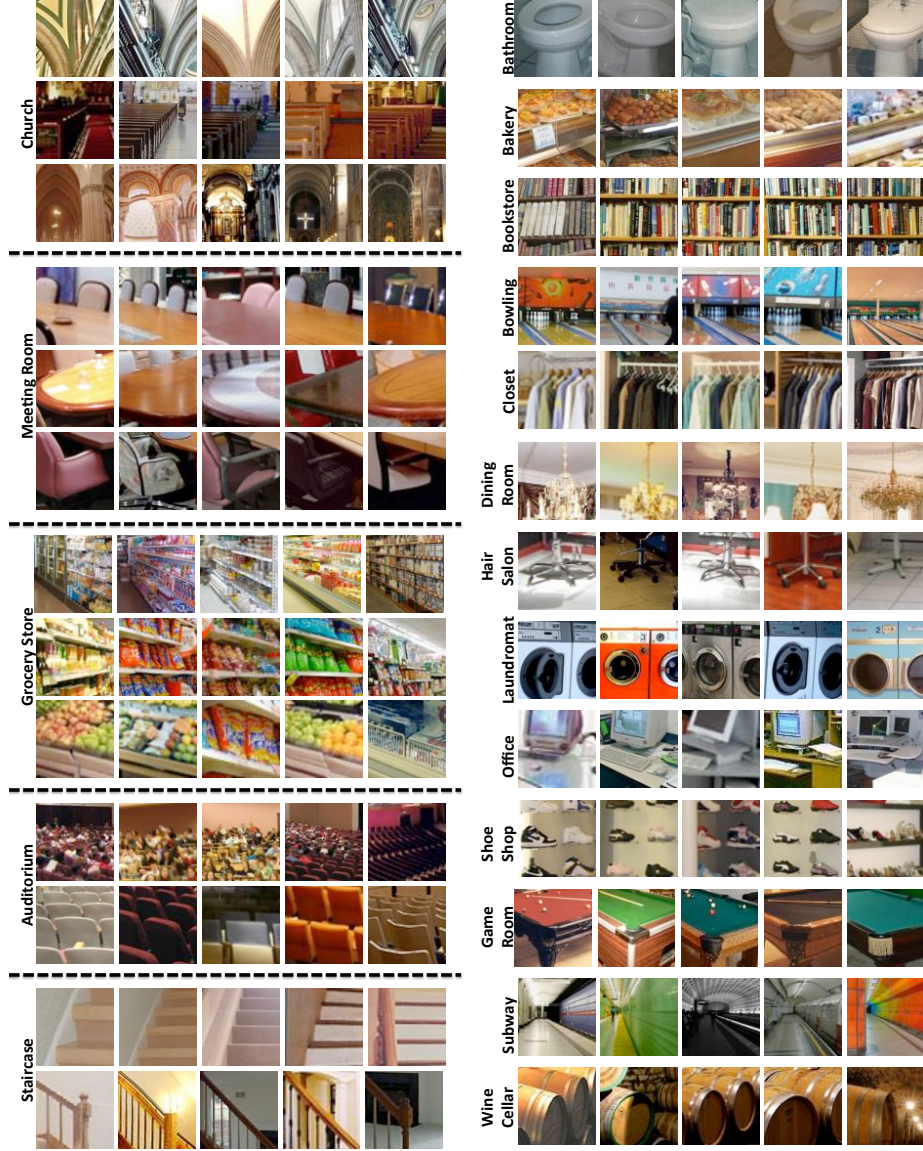 Church
Meeting Room
Grocery Store
Auditorium
Staircase
Bathroom
Bakery
Bookstore
Bowling
Closet
Dining
Room
Hair
Salon
Laundromat
Office
Shoe
Shop
Game
Room
Subway
Wine
Cellar